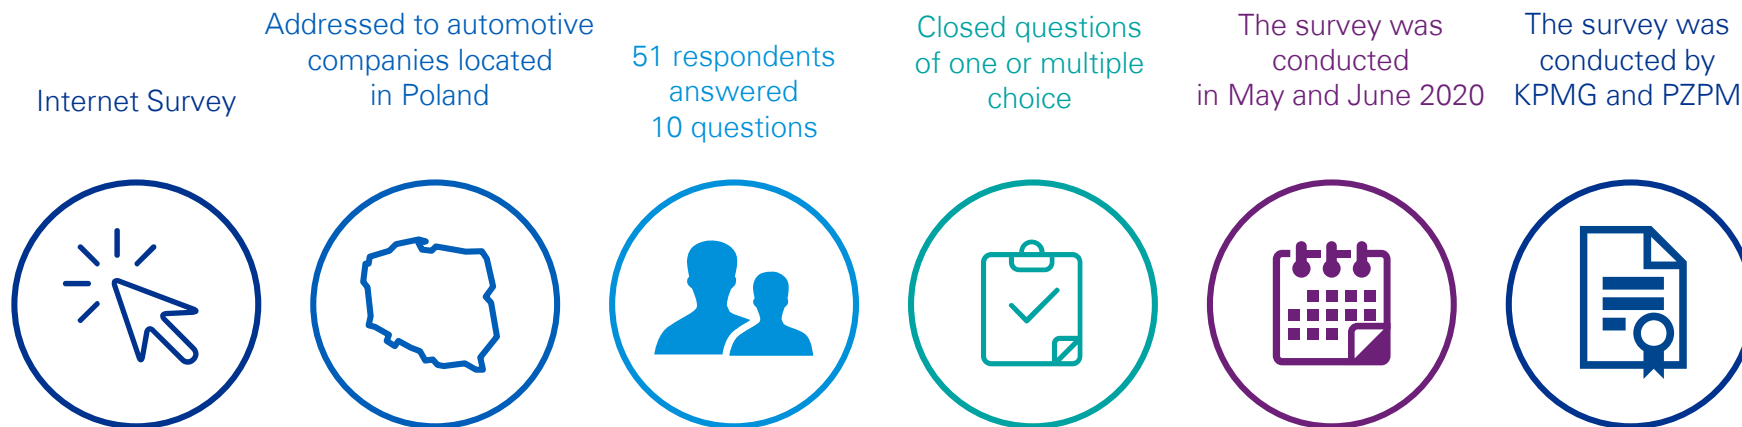 Internet Survey
Addressed to automotive
companies located
in Poland
51 respondents
answered
10 questions
Closed questions
of one or multiple
choice
The survey was
conducted
in May and June 2020
The survey was
conducted by
KPMG and PZPM